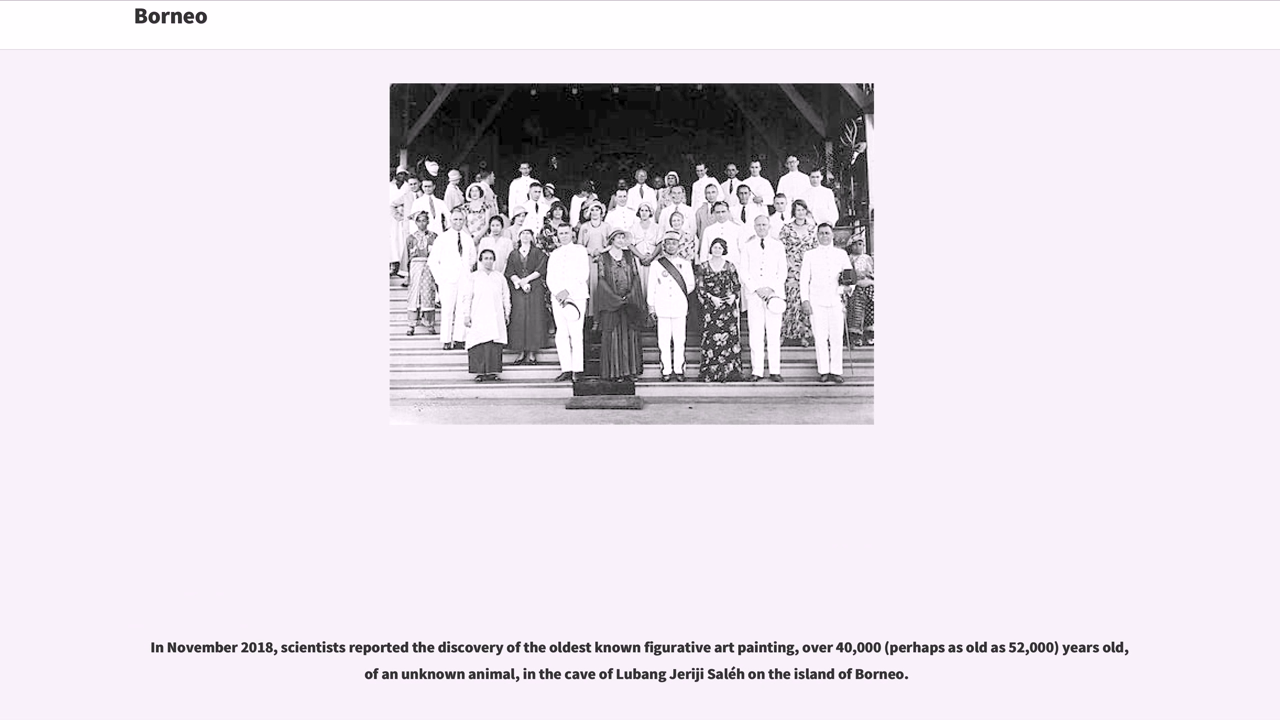 Borneo
In November 2018, scientists reported the discovery of the oldest known figurative art painting, over 40,000 (perhaps as old as 52,000) years old,
of an unknown animal, in the cave of Lubang Jeriji Saléh on the island of Borneo.